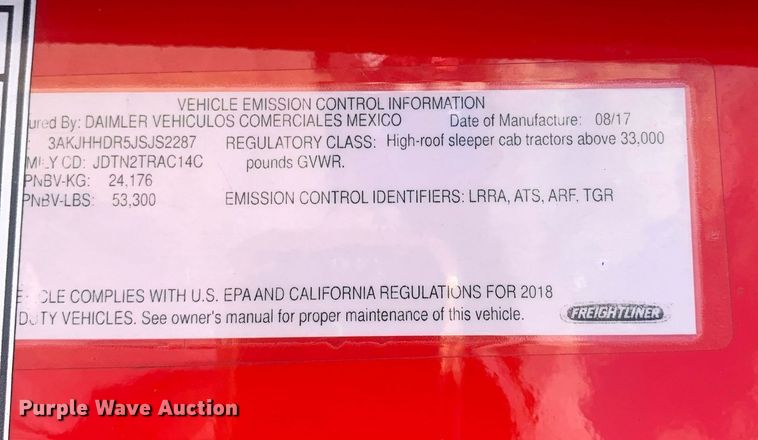 VEHICLE EMISSION CONTROL INFORMATION
ured By: DAIMLER VEHICULOS COMERCIALES MEXICO Date of Manufacture: 08/17
3AKJHHDR5JSJS2287 REGULATORY CLASS: High-roof sleeper cab tractors above 33,000
CD: JDTN2TRAC14C pounds GVWR.
PNBV-KG: 24,176
PNBV-LBS: 53,300 EMISSION CONTROL IDENTIFIERS: LRRA, ATS, ARF, TGR
CLE COMPLIES WITH U.S. EPA AND CALIFORNIA REGULATIONS FOR 2018
DUTY VEHICLES. See owner's manual for proper maintenance of this vehicle.
FREIGHTLINER
Purple Wave Auction